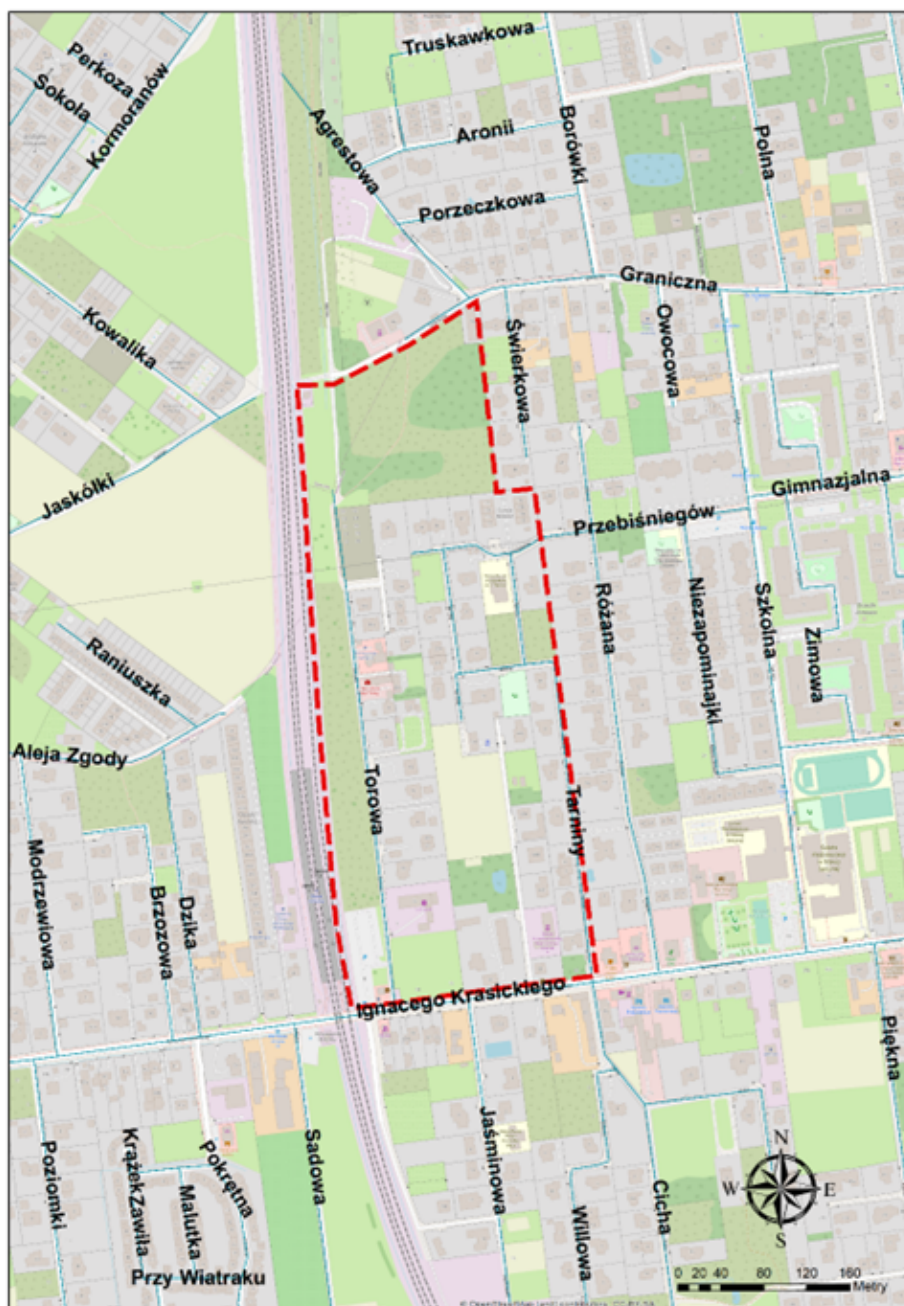 Truskawkowa
Perkoza
Sokoła
Kormoranów
Agrestowa
Aronii
Borówki
Polna
Porzeczkowa
Graniczna
Kowalika
Świerkowa
Owocowa
Jaskółki
Gimnazjalna
Przebiśniegów
Różana
Niezapominajki
Szkolna
Zimowa
Raniuszka
Aleja Zgody
Torowa
Tarniny
Modrzewiowa
Brzozowa
Dzika
Ignacego Krasickiego
Piękna
Poziomki
Krążek
Zawiła
Malutka
Pokrętna
Sadowa
Jaśminowa
Willowa
Cicha
Przy Wiatraku
N
W E
S
0 20 40 80 120 160
Metry